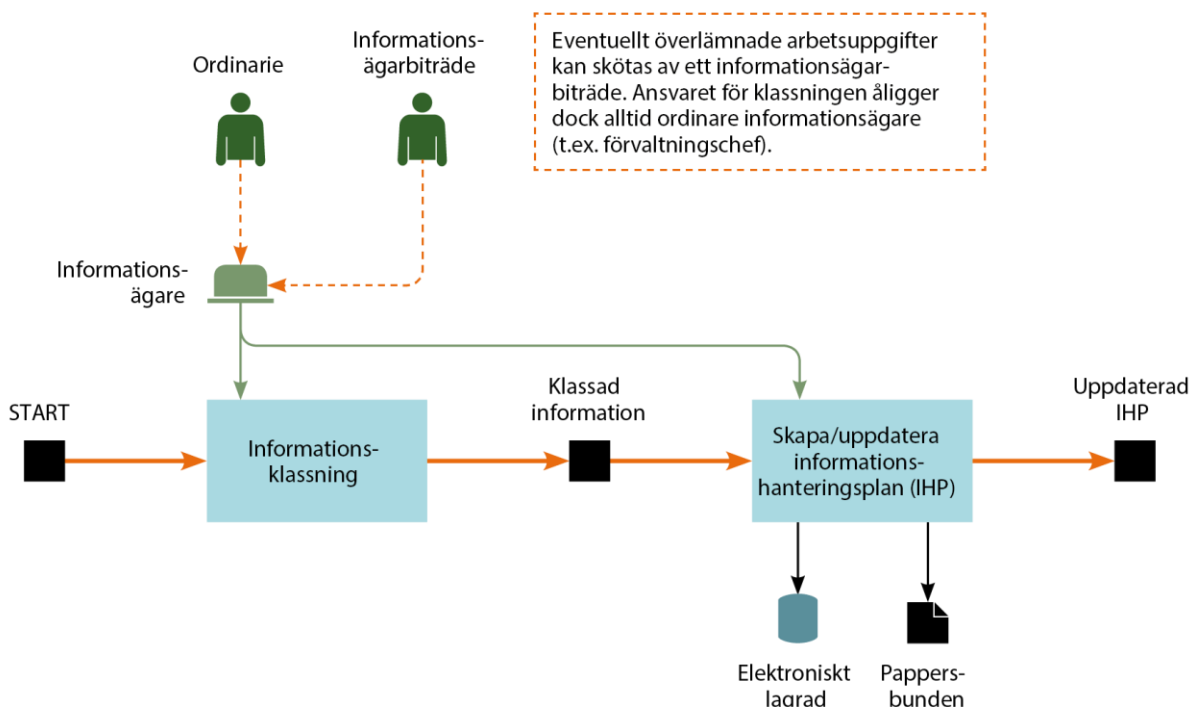 Ordinarie
Informations-
ägarbiträde
Eventuellt överlämnade arbetsuppgifter
kan skötas av ett informationsägar-
biträde. Ansvaret för klassningen åligger
dock alltid ordinare informationsägare
(t.ex. förvaltningschef).
Informations-
ägare
START
Informations-
klassning
Klassad
information
Skapa/uppdatera
informations-
hanteringsplan (IHP)
Uppdaterad
IHP
Elektroniskt
lagrad
Pappers-
bunden